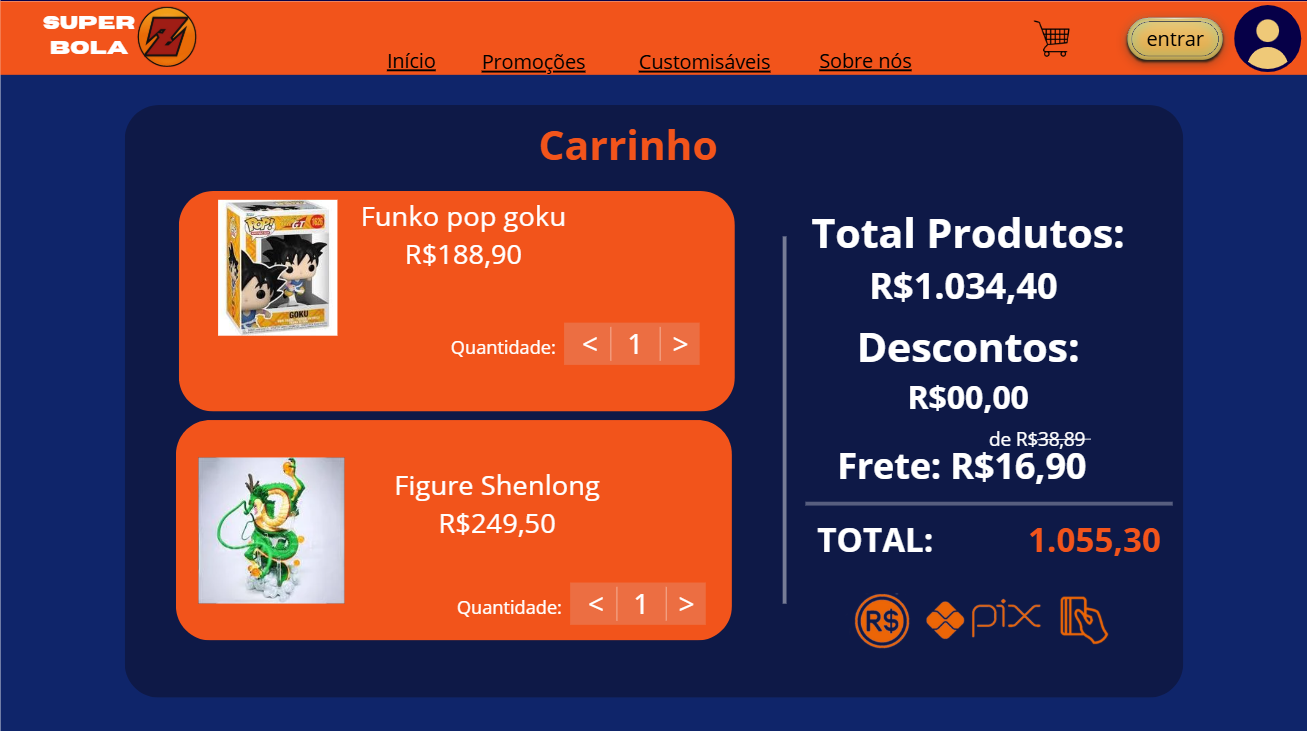 SUPER
BOLA
Início
Promoções
Customisáveis
Sobre nós
entrar
Carrinho
POP!
GT
GOKU
Funko pop goku
R$188,90
Quantidade: < 1 >
Figure Shenlong
R$249,50
Quantidade: < 1 >
Total Produtos:
R$1.034,40
Descontos:
R$00,00
de R$38,89
Frete: R$16,90
TOTAL: 1.055,30
R$
pix